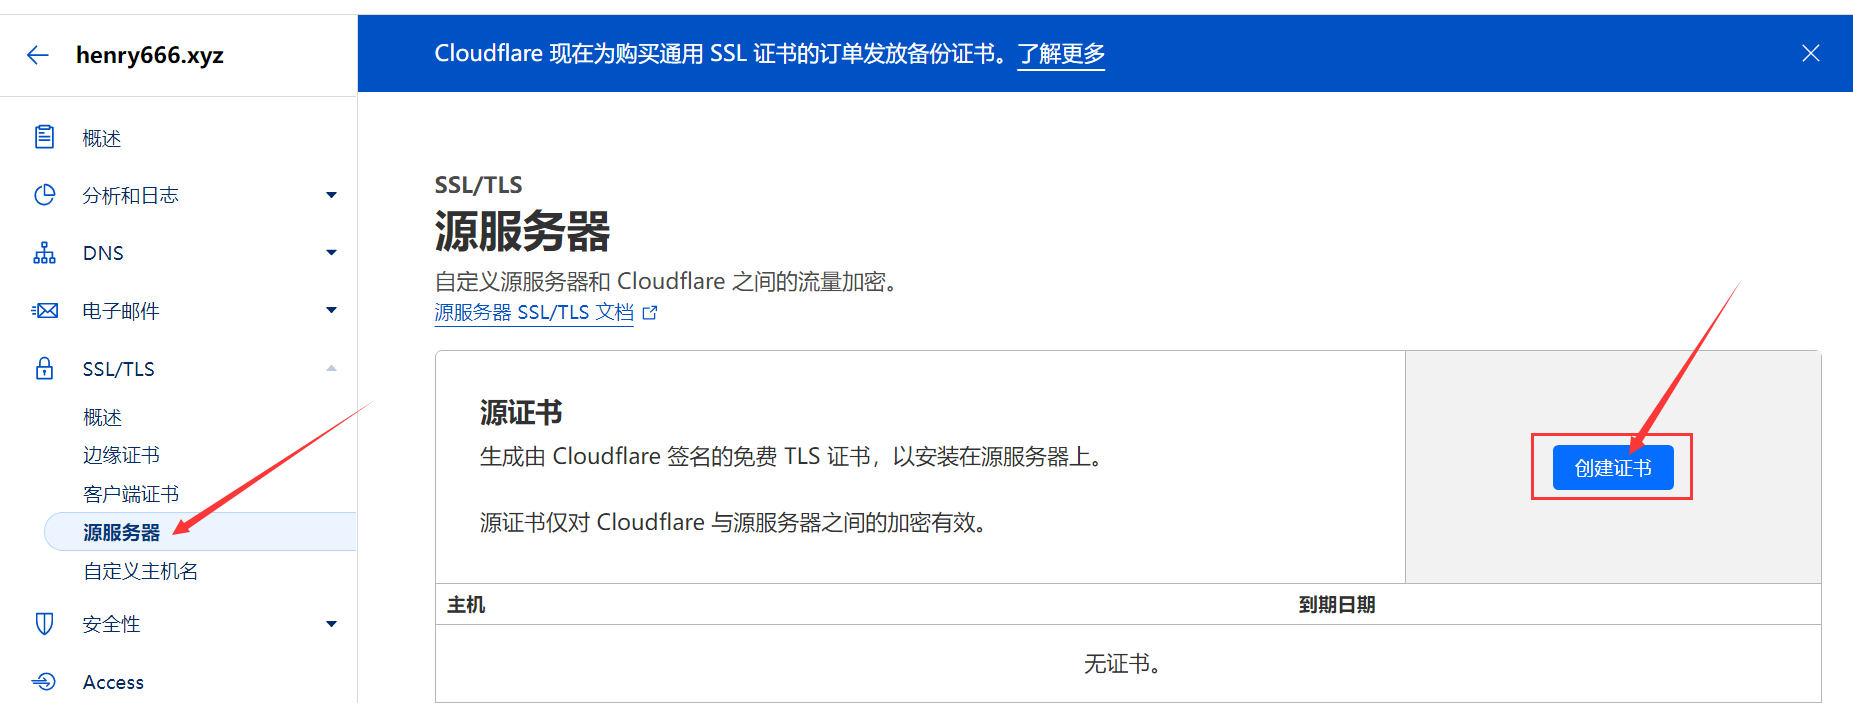 henry666.xyz
Cloudflare 现在为购买通用 SSL 证书的订单发放备份证书。了解更多
概述
分析和日志
DNS
电子邮件
SSL/TLS
概述
边缘证书
客户端证书
源服务器
自定义主机名
安全性
Access
SSL/TLS
源服务器
自定义源服务器和 Cloudflare 之间的流量加密。
源服务器 SSL/TLS 文档
源证书
生成由 Cloudflare 签名的免费 TLS 证书，以安装在源服务器上。
源证书仅对 Cloudflare 与源服务器之间的加密有效。
创建证书
主机 到期日期
无证书。